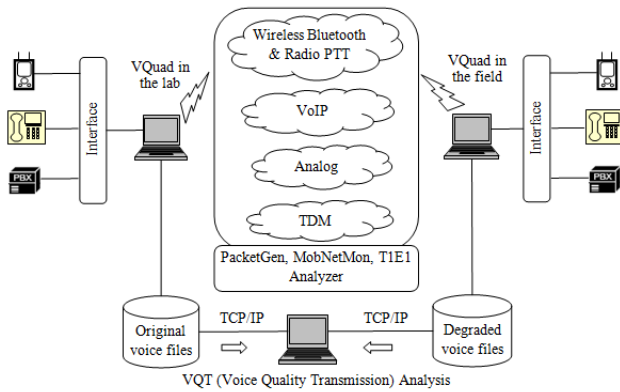 Wireless Bluetooth
& Radio PTT
VQuad in
the lab
VQuad in
the field
VoIP
Interface
Interface
Analog
PBX
PBX
TDM
PacketGen, MobNetMon, T1E1
Analyzer
TCP/IP
TCP/IP
Original
voice files
Degraded
voice files
VQT (Voice Quality Transmission) Analysis